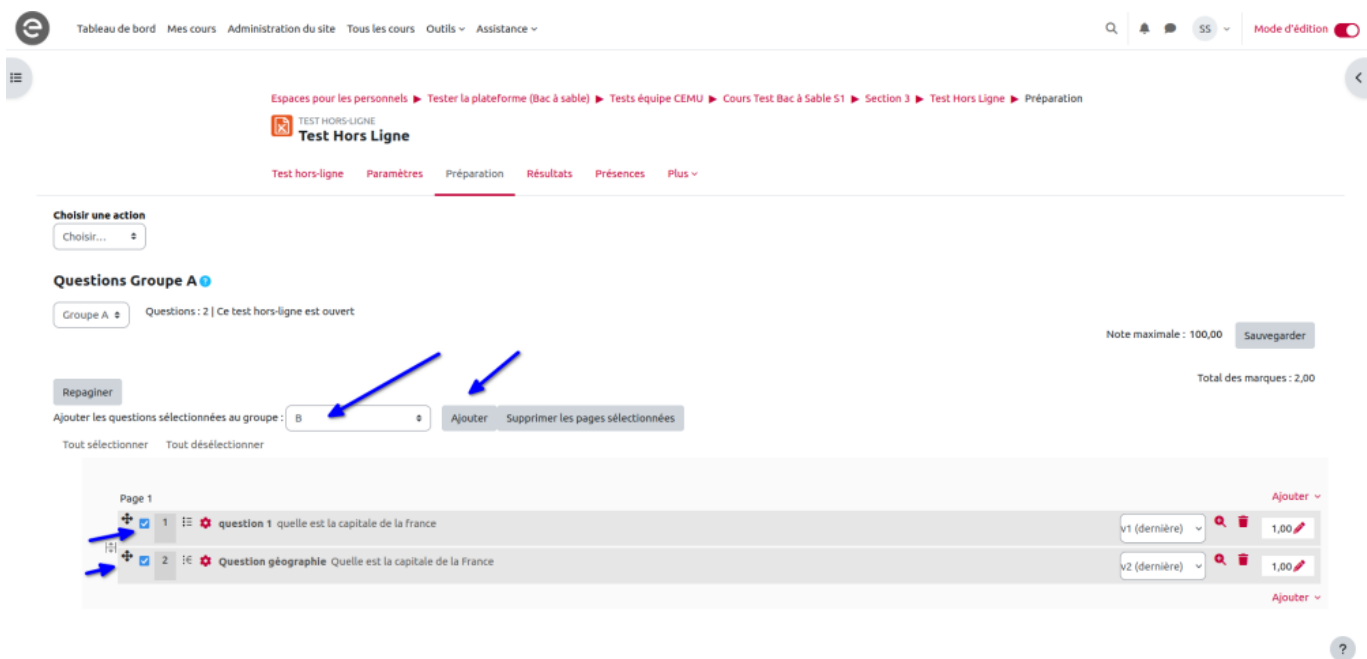 Tableau de bord Mes cours Administration du site Tous les cours Outils Assistance SS Mode d'édition
Espaces pour les personnels ▶ Tester la plateforme (Bac à sable) ▶ Tests équipe CEMU ▶ Cours Test Bac à Sable S1 ▶ Section 3 ▶ Test Hors Ligne ▶ Préparation
TEST HORS-LIGNE
Test Hors Ligne
Test hors-ligne Paramètres Préparation Résultats Présences Plus
Choisir une action
Choisir...
Questions Groupe A ?
Groupe A Questions : 2 | Ce test hors-ligne est ouvert
Note maximale : 100,00 Sauvegarder
Total des marques : 2,00
Repaginer
Ajouter les questions sélectionnées au groupe : B Ajouter Supprimer les pages sélectionnées
Tout sélectionner Tout désélectionner
Page 1 Ajouter
1 question 1 quelle est la capitale de la france v1 (dernière) 1,00
2 Question géographie Quelle est la capitale de la France v2 (dernière) 1,00
Ajouter
?